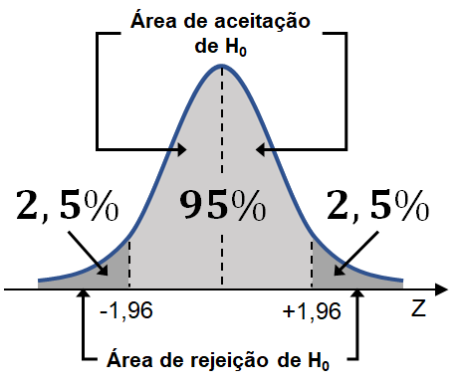 Área de aceitação
de H₀
2,5%
95%
2,5%
-1,96
+1,96
Z
Área de rejeição de H₀